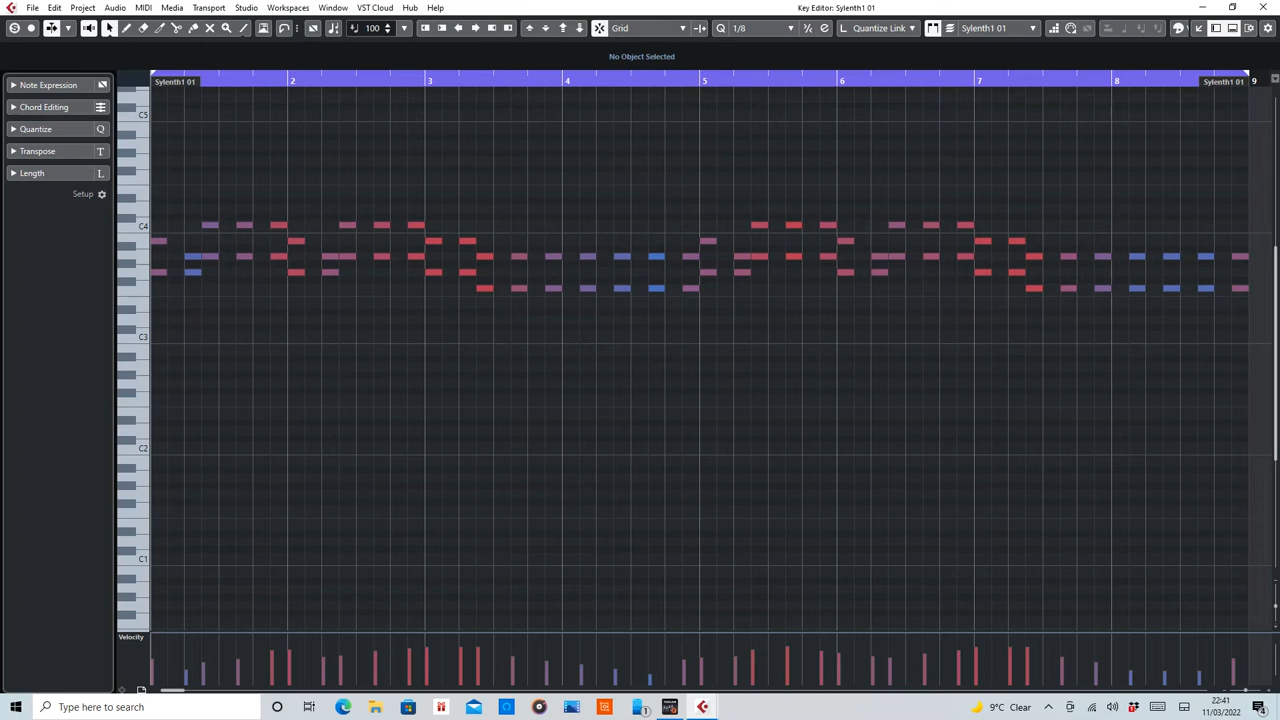 File Edit Project Audio MIDI Media Transport Studio Workspaces Window VST Cloud Hub Help Key Editor: Sylenth1 01
S 100 Grid Q 1/8 Quantize Link Sylenth1 01
No Object Selected
2 3 4 5 6 7 8 9
Sylenth1 01 Sylenth1 01
Note Expression
Chord Editing
Quantize Q
Transpose T
Length L
Setup
C5
C4
C3
C2
C1
Velocity
Type here to search
1 9°C Clear 22:41
11/03/2022 4